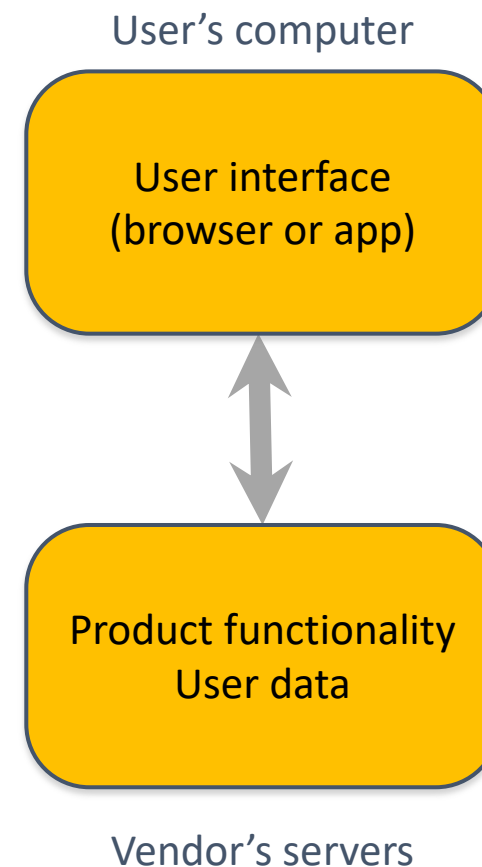 User’s computer
User interface
(browser or app)
Product functionality
User data
Vendor’s servers